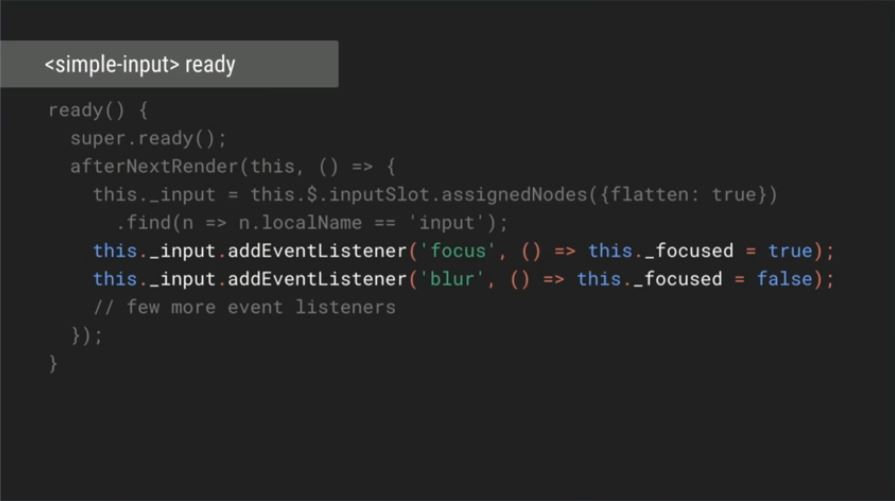 <simple-input> ready
ready() {
super.ready();
afterNextRender(this, () => {
this._input = this.$.inputSlot.assignedNodes({flatten: true})
.find(n => n.localName == 'input');
this._input.addEventListener('focus', () => this._focused = true);
this._input.addEventListener('blur', () => this._focused = false);
// few more event listeners
});
}